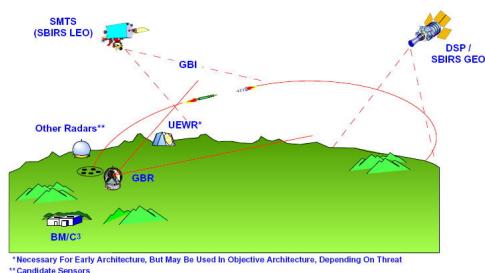 SMTS
(SBIRS LEO)
GBI
DSP /
SBIRS GEO
Other Radars**
UEWR*
GBR
BM/C3
*Necessary For Early Architecture, But May Be Used In Objective Architecture, Depending On Threat
**Candidate Sensors